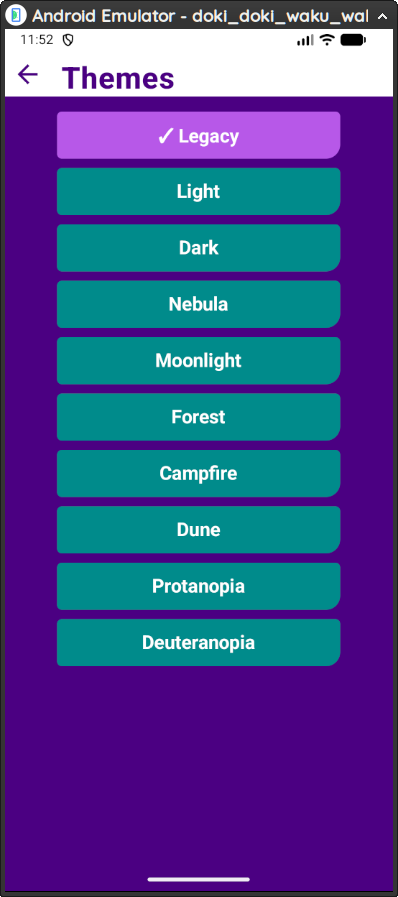 Android Emulator - doki_doki_waku_wal
11:52
Themes
✓ Legacy
Light
Dark
Nebula
Moonlight
Forest
Campfire
Dune
Protanopia
Deuteranopia